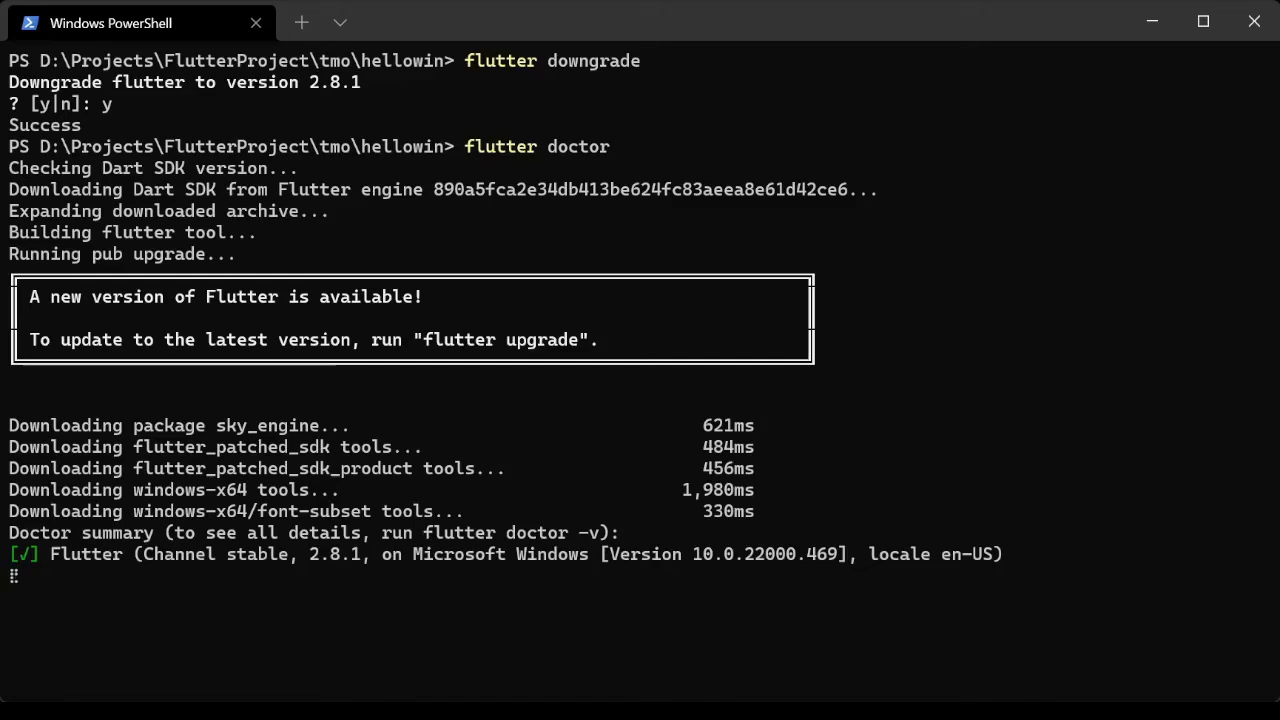 Windows PowerShell
PS D:\Projects\FlutterProject\tmo\hellowin> flutter downgrade
Downgrade flutter to version 2.8.1
? [y|n]: y
Success
PS D:\Projects\FlutterProject\tmo\hellowin> flutter doctor
Checking Dart SDK version...
Downloading Dart SDK from Flutter engine 890a5fca2e34db413be624fc83aeea8e61d42ce6...
Expanding downloaded archive...
Building flutter tool...
Running pub upgrade...
A new version of Flutter is available!
To update to the latest version, run "flutter upgrade".
Downloading package sky_engine... 621ms
Downloading flutter_patched_sdk tools... 484ms
Downloading flutter_patched_sdk_product tools... 456ms
Downloading windows-x64 tools... 1,980ms
Downloading windows-x64/font-subset tools... 330ms
Doctor summary (to see all details, run flutter doctor -v):
[√] Flutter (Channel stable, 2.8.1, on Microsoft Windows [Version 10.0.22000.469], locale en-US)